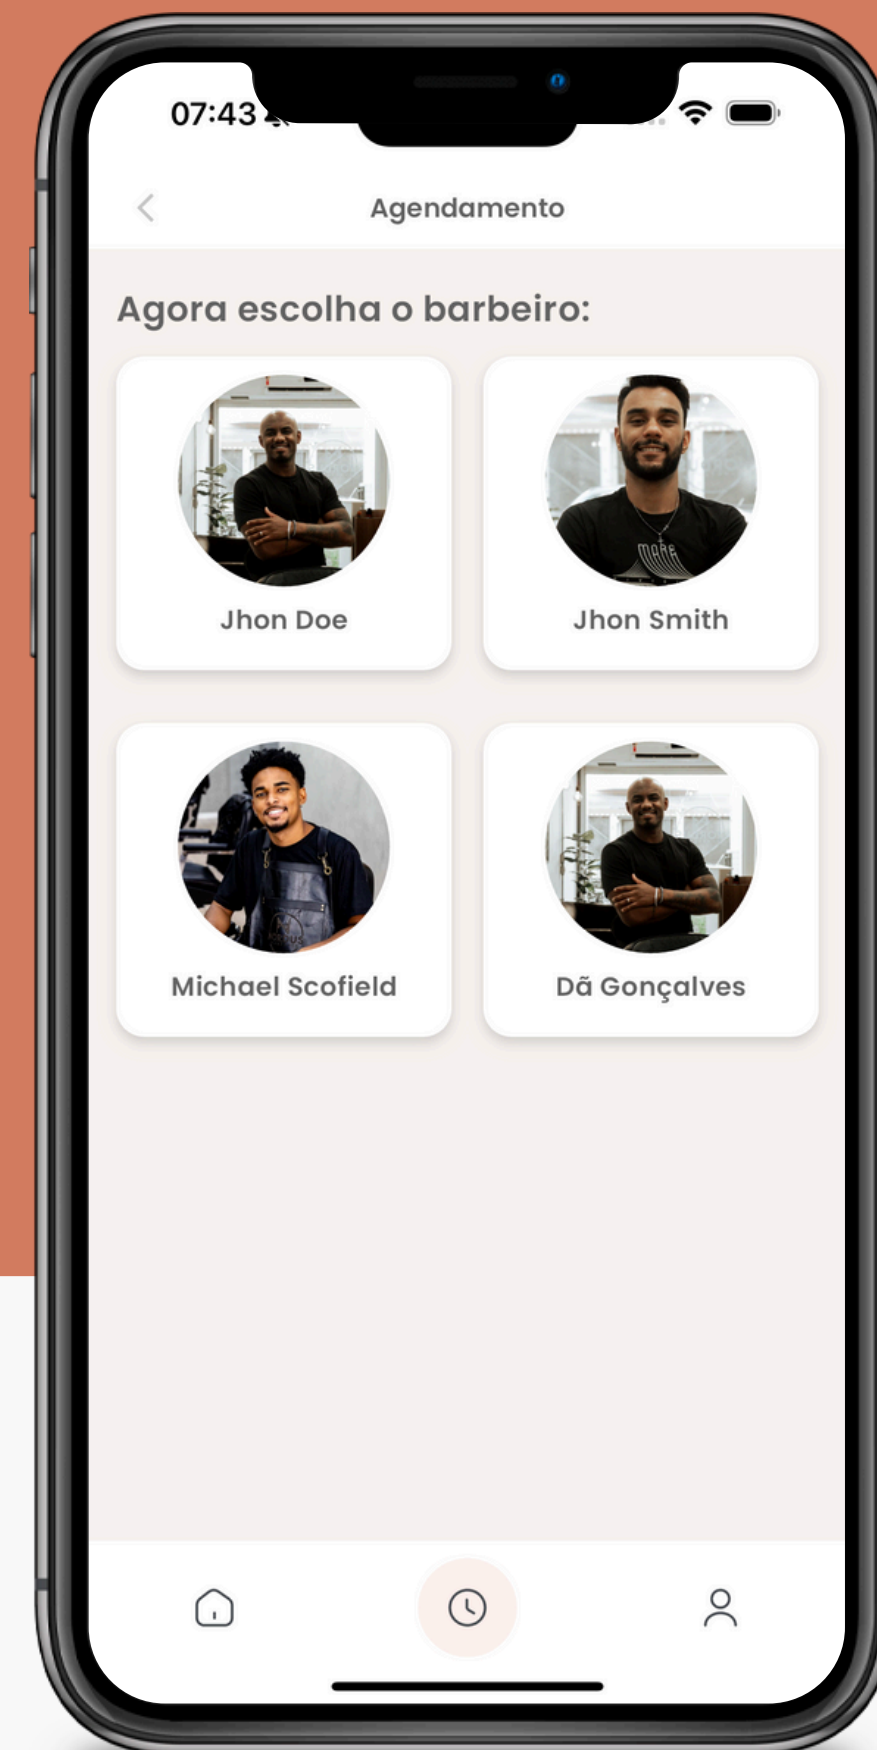 07:43
Agendamento
Agora escolha o barbeiro:
Jhon Doe
Jhon Smith
Michael Scofield
Dã Gonçalves